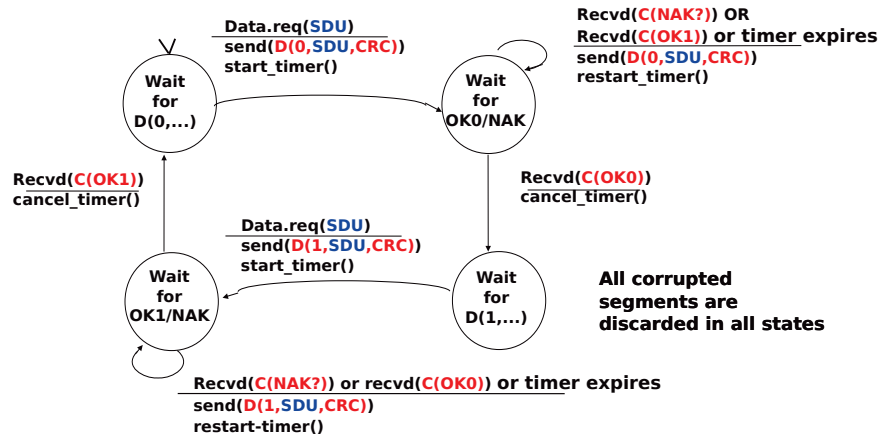 Data.req(SDU)
send(D(0,SDU,CRC))
start_timer()
Recvd(C(NAK?) OR
Recvd(C(OK1)) or timer expires
send(D(0,SDU,CRC))
restart_timer()
Wait
for
D(0,...)
Wait
for
OK0/NAK
Recvd(C(OK1))
cancel_timer()
Recvd(C(OK0))
cancel_timer()
Data.req(SDU)
send(D(1,SDU,CRC))
start_timer()
Wait
for
OK1/NAK
Wait
for
D(1,...)
All corrupted
segments are
discarded in all states
Recvd(C(NAK?)) or recvd(C(OK0)) or timer expires
send(D(1,SDU,CRC))
restart-timer()